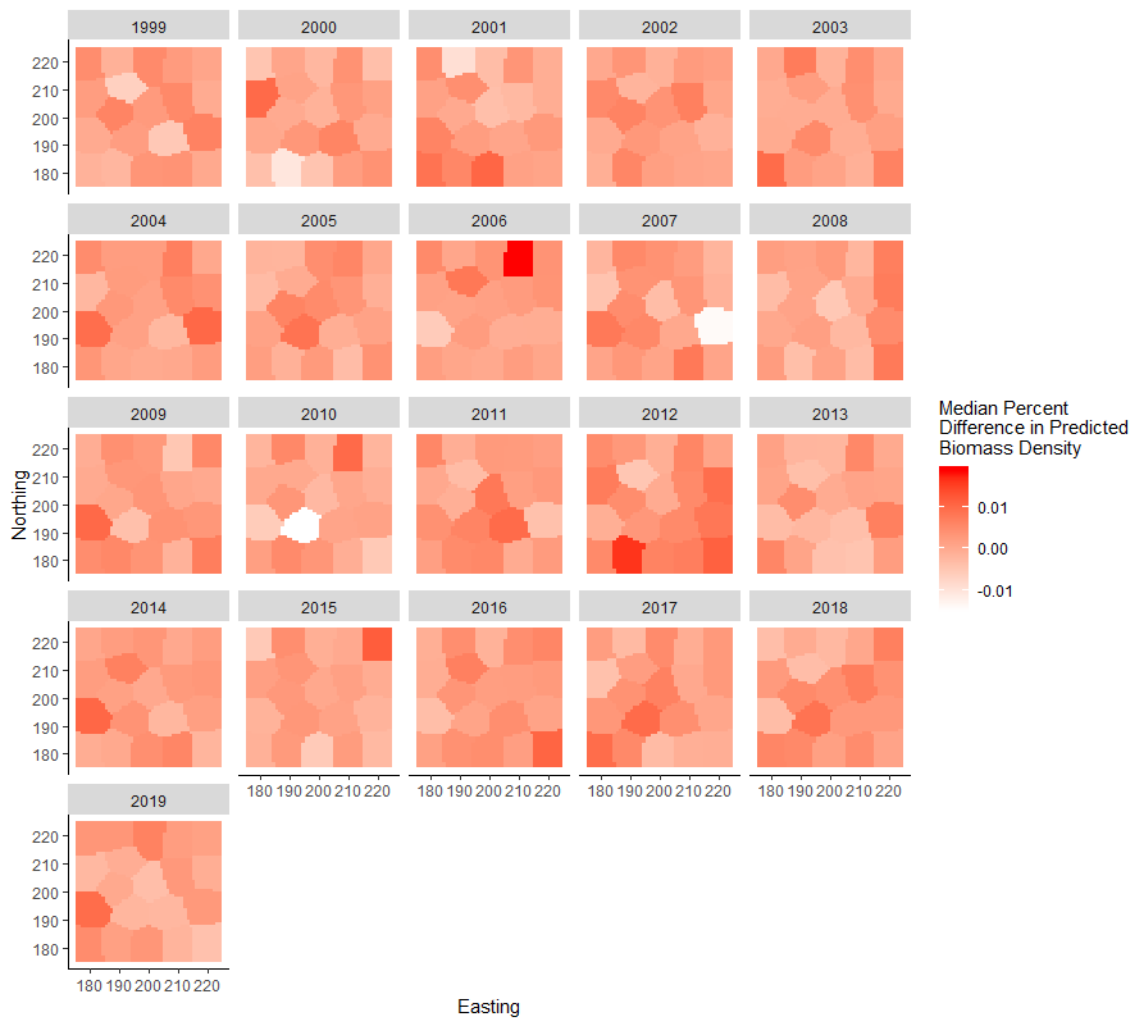 1999 2000 2001 2002 2003
220
210
200
190
180
2004 2005 2006 2007 2008
220
210
200
190
180
2009 2010 2011 2012 2013
220
210
200
190
180
Northing
Median Percent
Difference in Predicted
Biomass Density
0.01
0.00
-0.01
2014 2015 2016 2017 2018
220
210
200
190
180
180 190 200 210 220 180 190 200 210 220 180 190 200 210 220 180 190 200 210 220
2019
220
210
200
190
180
180 190 200 210 220
Easting